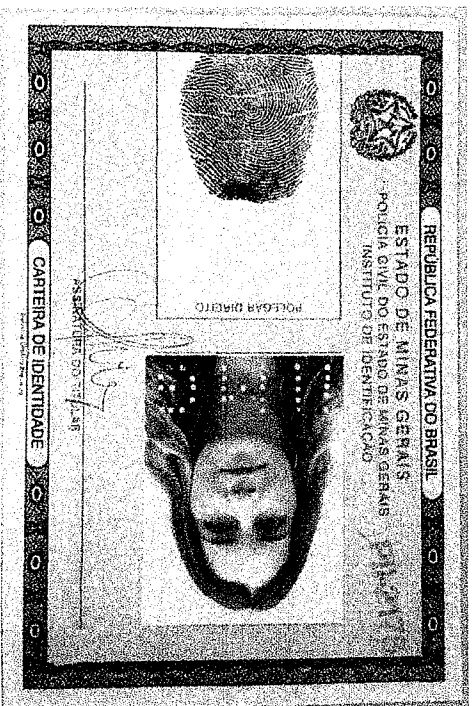 REPÚBLICA FEDERATIVA DO BRASIL
ESTADO DE MINAS GERAIS
POLÍCIA CIVIL DO ESTADO DE MINAS GERAIS
INSTITUTO DE IDENTIFICAÇÃO
POLEGAR DIREITO
ASSINATURA DO TITULAR
CARTEIRA DE IDENTIDADE